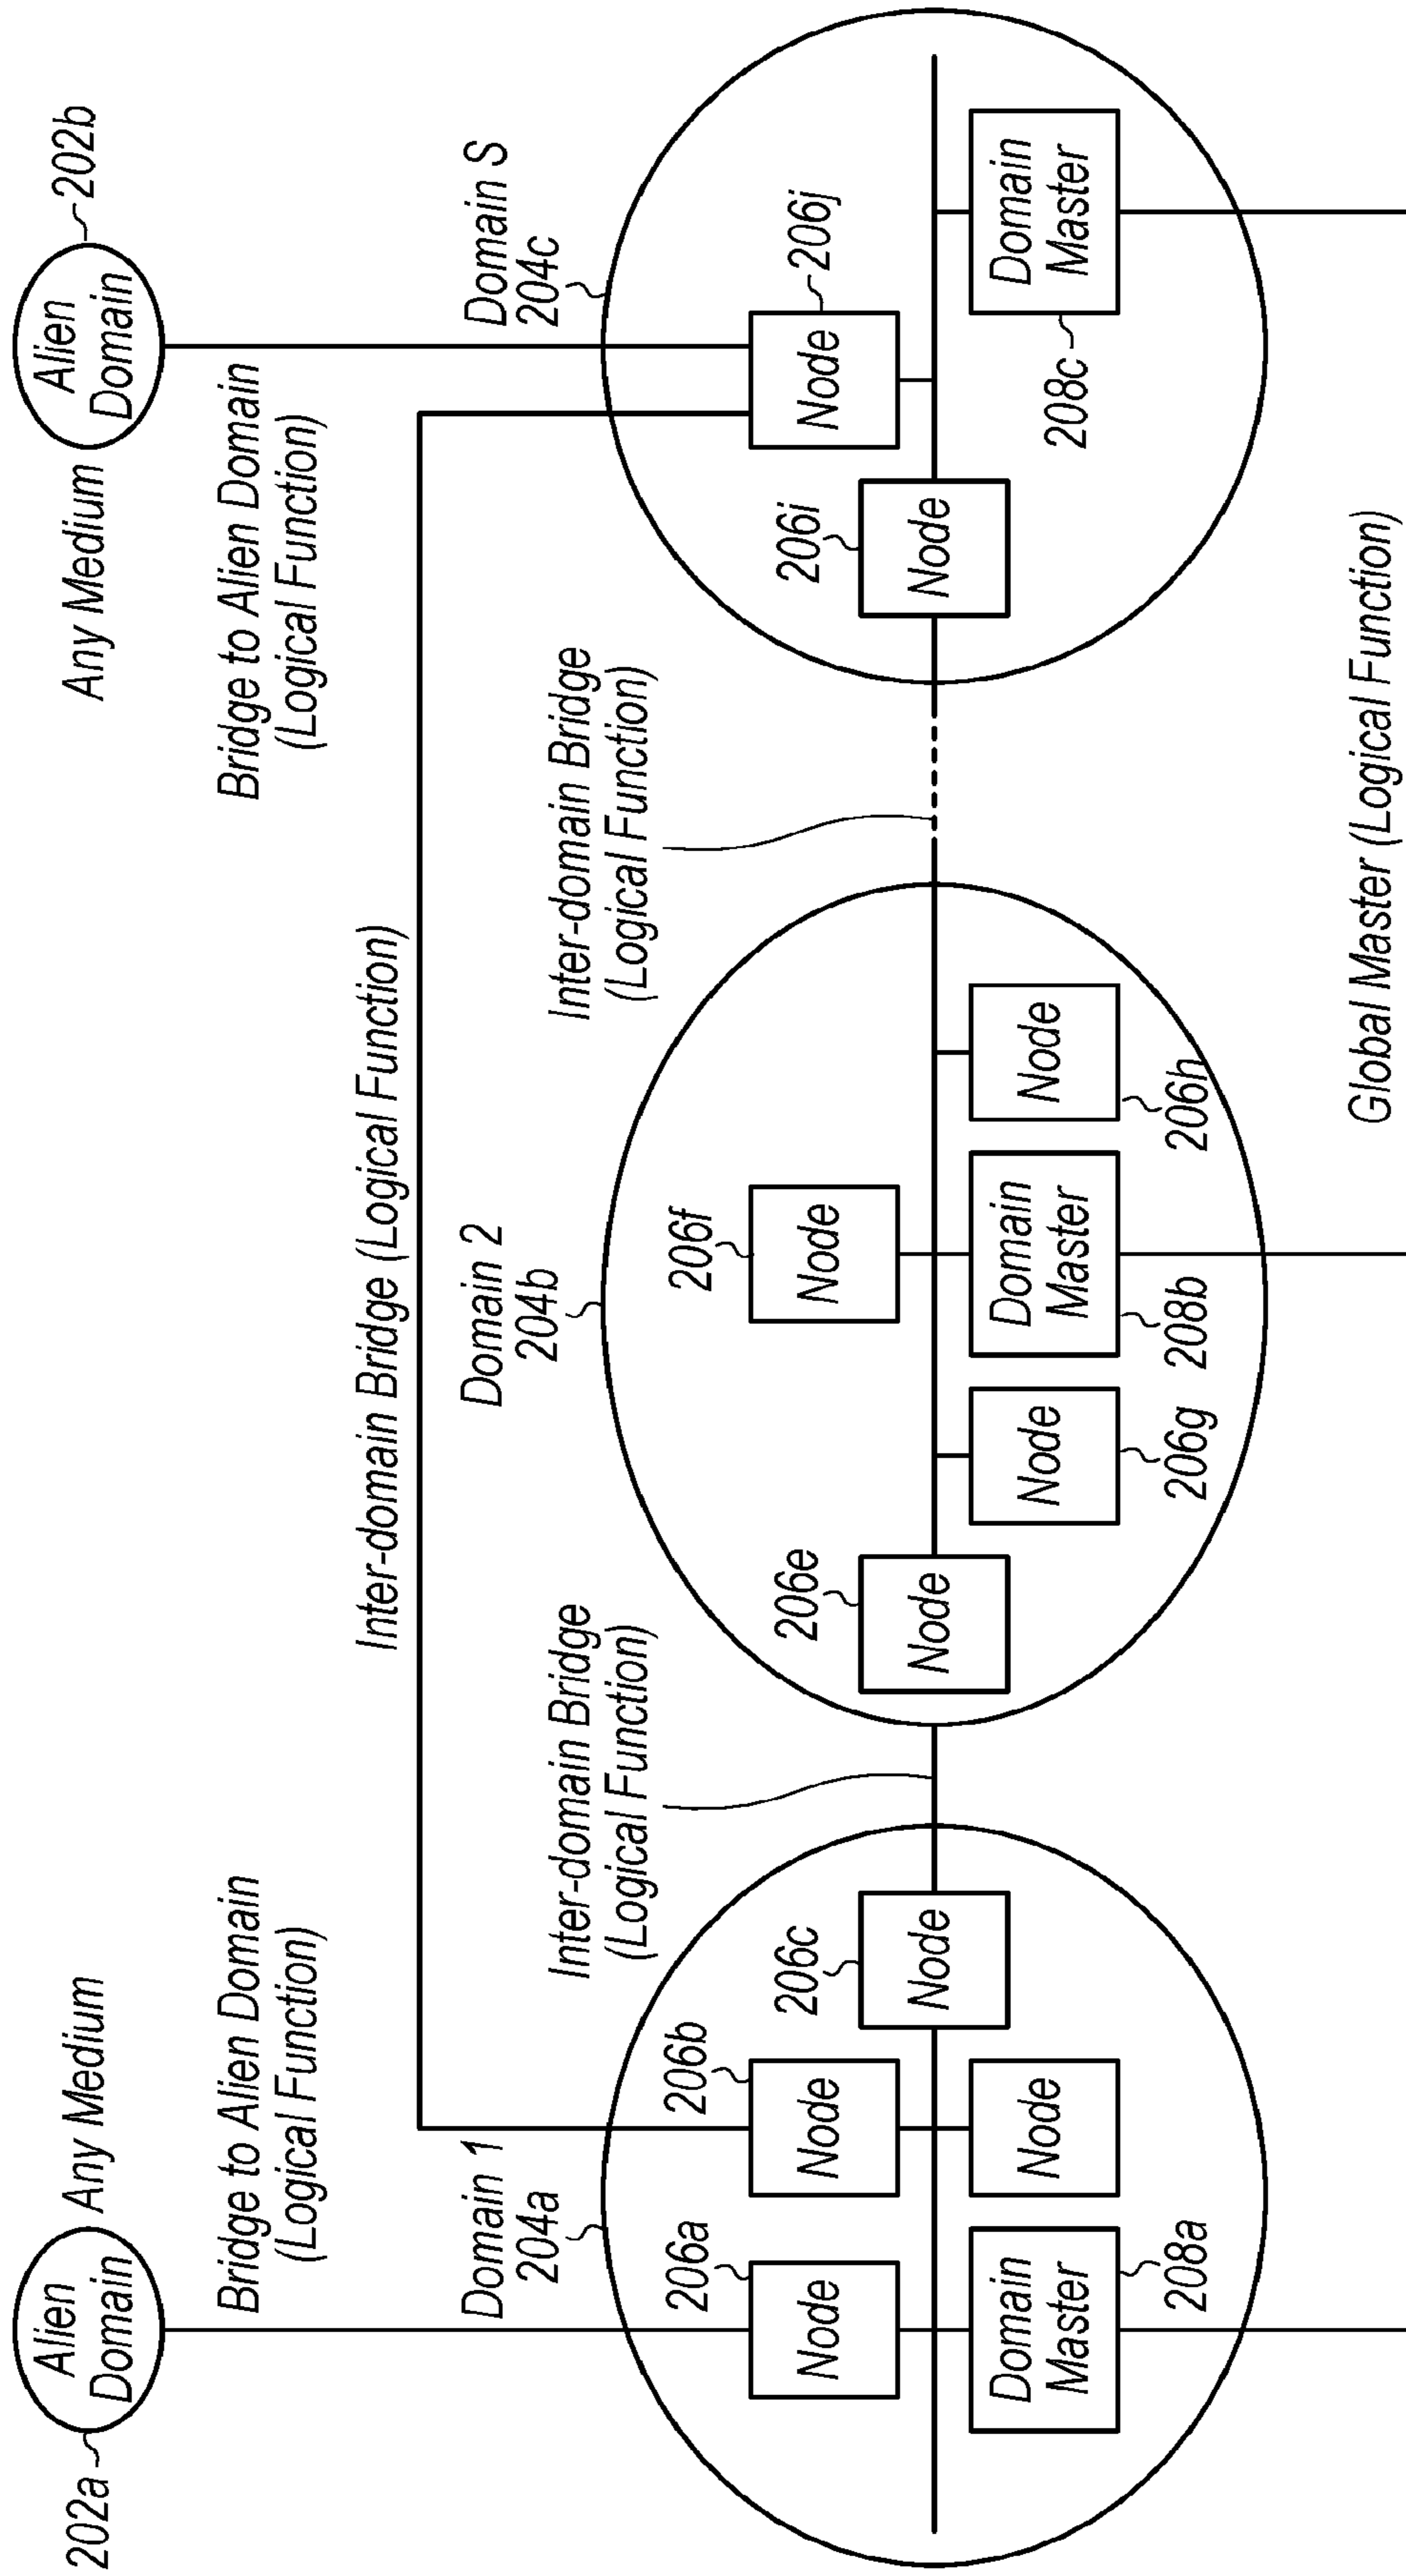 Alien
Domain
202a
Any Medium
Any Medium
Alien
Domain
202b
Bridge to Alien Domain
(Logical Function)
Bridge to Alien Domain
(Logical Function)
Inter-domain Bridge (Logical Function)
Domain 1
204a
Domain 2
204b
Domain S
204c
Inter-domain Bridge
(Logical Function)
Inter-domain Bridge
(Logical Function)
206a
Node
206b
Node
206c
Node
Node
Domain
Master
208a
206e
Node
206f
Node
Node
206g
Domain
Master
208b
Node
206h
206i
Node
Node
206j
Domain
Master
208c
Global Master (Logical Function)